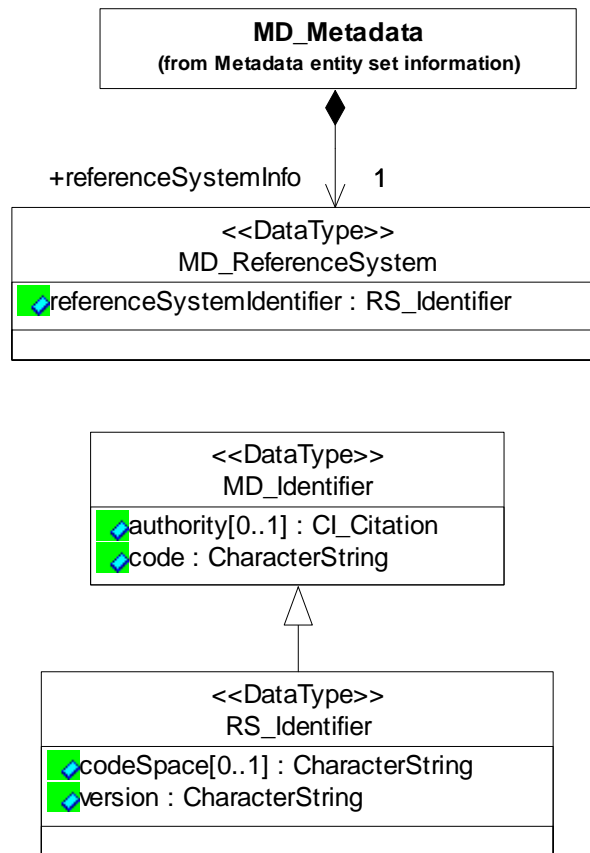 MD_Metadata
(from Metadata entity set information)
+referenceSystemInfo 1
<<DataType>>
MD_ReferenceSystem
referenceSystemIdentifier : RS_Identifier
<<DataType>>
MD_Identifier
authority[0..1] : CI_Citation
code : CharacterString
<<DataType>>
RS_Identifier
codeSpace[0..1] : CharacterString
version : CharacterString